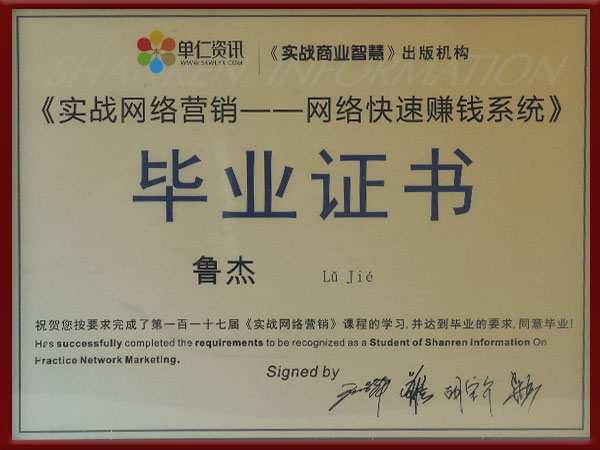 单仁资讯 《实战商业智慧》出版机构
WWW.SRWLYX.COM
INFORMATION
《实战网络营销——网络快速赚钱系统》
毕业证书
鲁杰 Lǔ Jié
祝贺您按要求完成了第一百一十七届《实战网络营销》课程的学习,并达到毕业的要求,同意毕业!
Has successfully completed the requirements to be recognized as a Student of Shanren information On
Practice Network Marketing.
Signed by